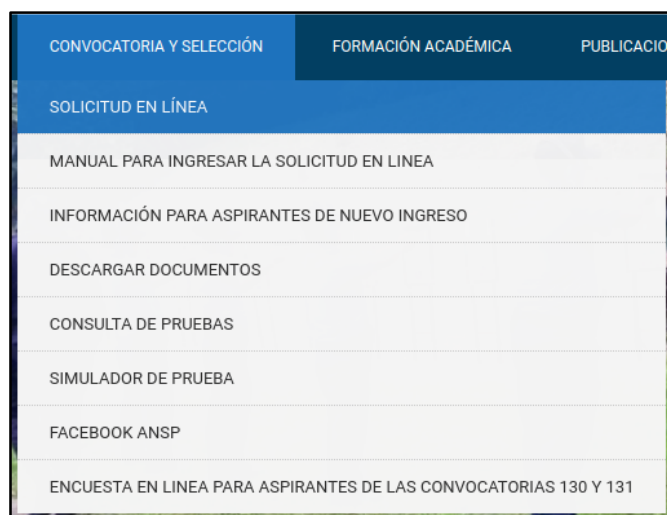 CONVOCATORIA Y SELECCIÓN FORMACIÓN ACADÉMICA PUBLICACIO
SOLICITUD EN LÍNEA
MANUAL PARA INGRESAR LA SOLICITUD EN LINEA
INFORMACIÓN PARA ASPIRANTES DE NUEVO INGRESO
DESCARGAR DOCUMENTOS
CONSULTA DE PRUEBAS
SIMULADOR DE PRUEBA
FACEBOOK ANSP
ENCUESTA EN LINEA PARA ASPIRANTES DE LAS CONVOCATORIAS 130 Y 131